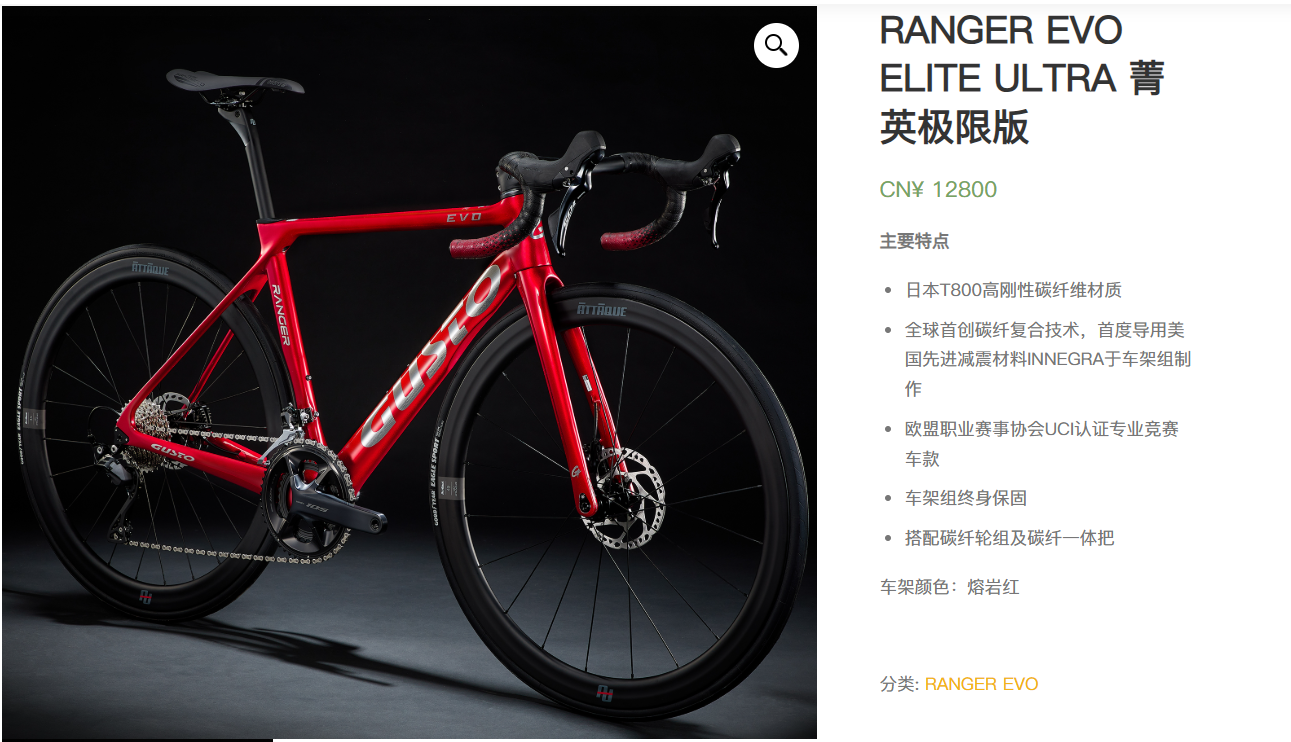 RANGER EVO
ELITE ULTRA 菁
英极限版
CN¥ 12800
主要特点
日本T800高刚性碳纤维材质
全球首创碳纤复合技术，首度导用美
国先进减震材料INNEGRA于车架组制
作
欧盟职业赛事协会UCI认证专业竞赛
车款
车架组终身保固
搭配碳纤轮组及碳纤一体把
车架颜色：熔岩红
分类: RANGER EVO
EVO
ATTAQUE
RANGER
GUSTO
ATTAQUE
GUSTO
105
GOODYEAR EAGLE SPORT
GOODYEAR EAGLE SPORT